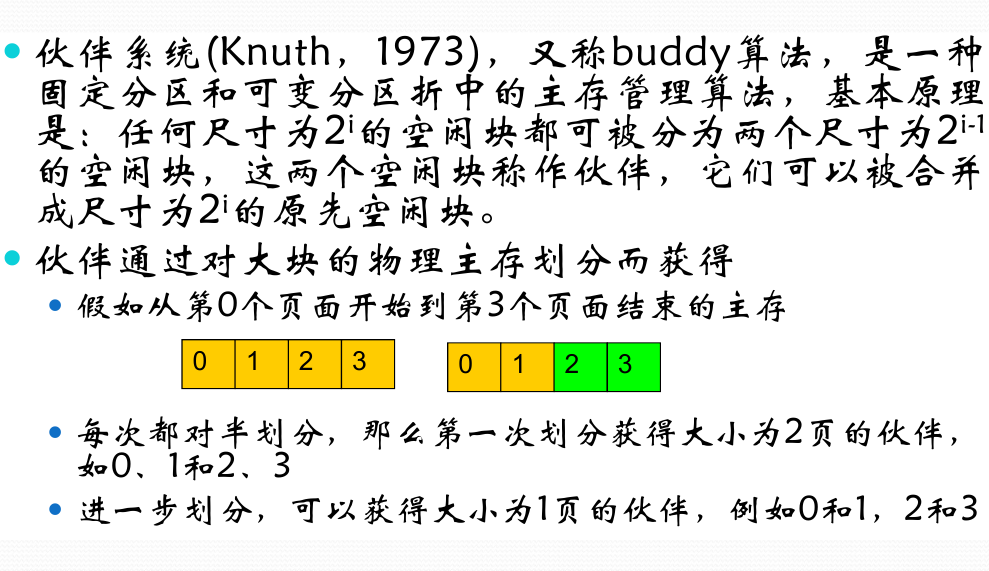 伙伴系统(Knuth，1973)，又称buddy算法，是一种
固定分区和可变分区折中的主存管理算法，基本原理
是：任何尺寸为2ⁱ的空闲块都可被分为两个尺寸为2ⁱ⁻¹
的空闲块，这两个空闲块称作伙伴，它们可以被合并
成尺寸为2ⁱ的原先空闲块。
伙伴通过对大块的物理主存划分而获得
假如从第0个页面开始到第3个页面结束的主存
0 1 2 3 0 1 2 3
每次都对半划分，那么第一次划分获得大小为2页的伙伴，
如0、1和2、3
进一步划分，可以获得大小为1页的伙伴，例如0和1，2和3